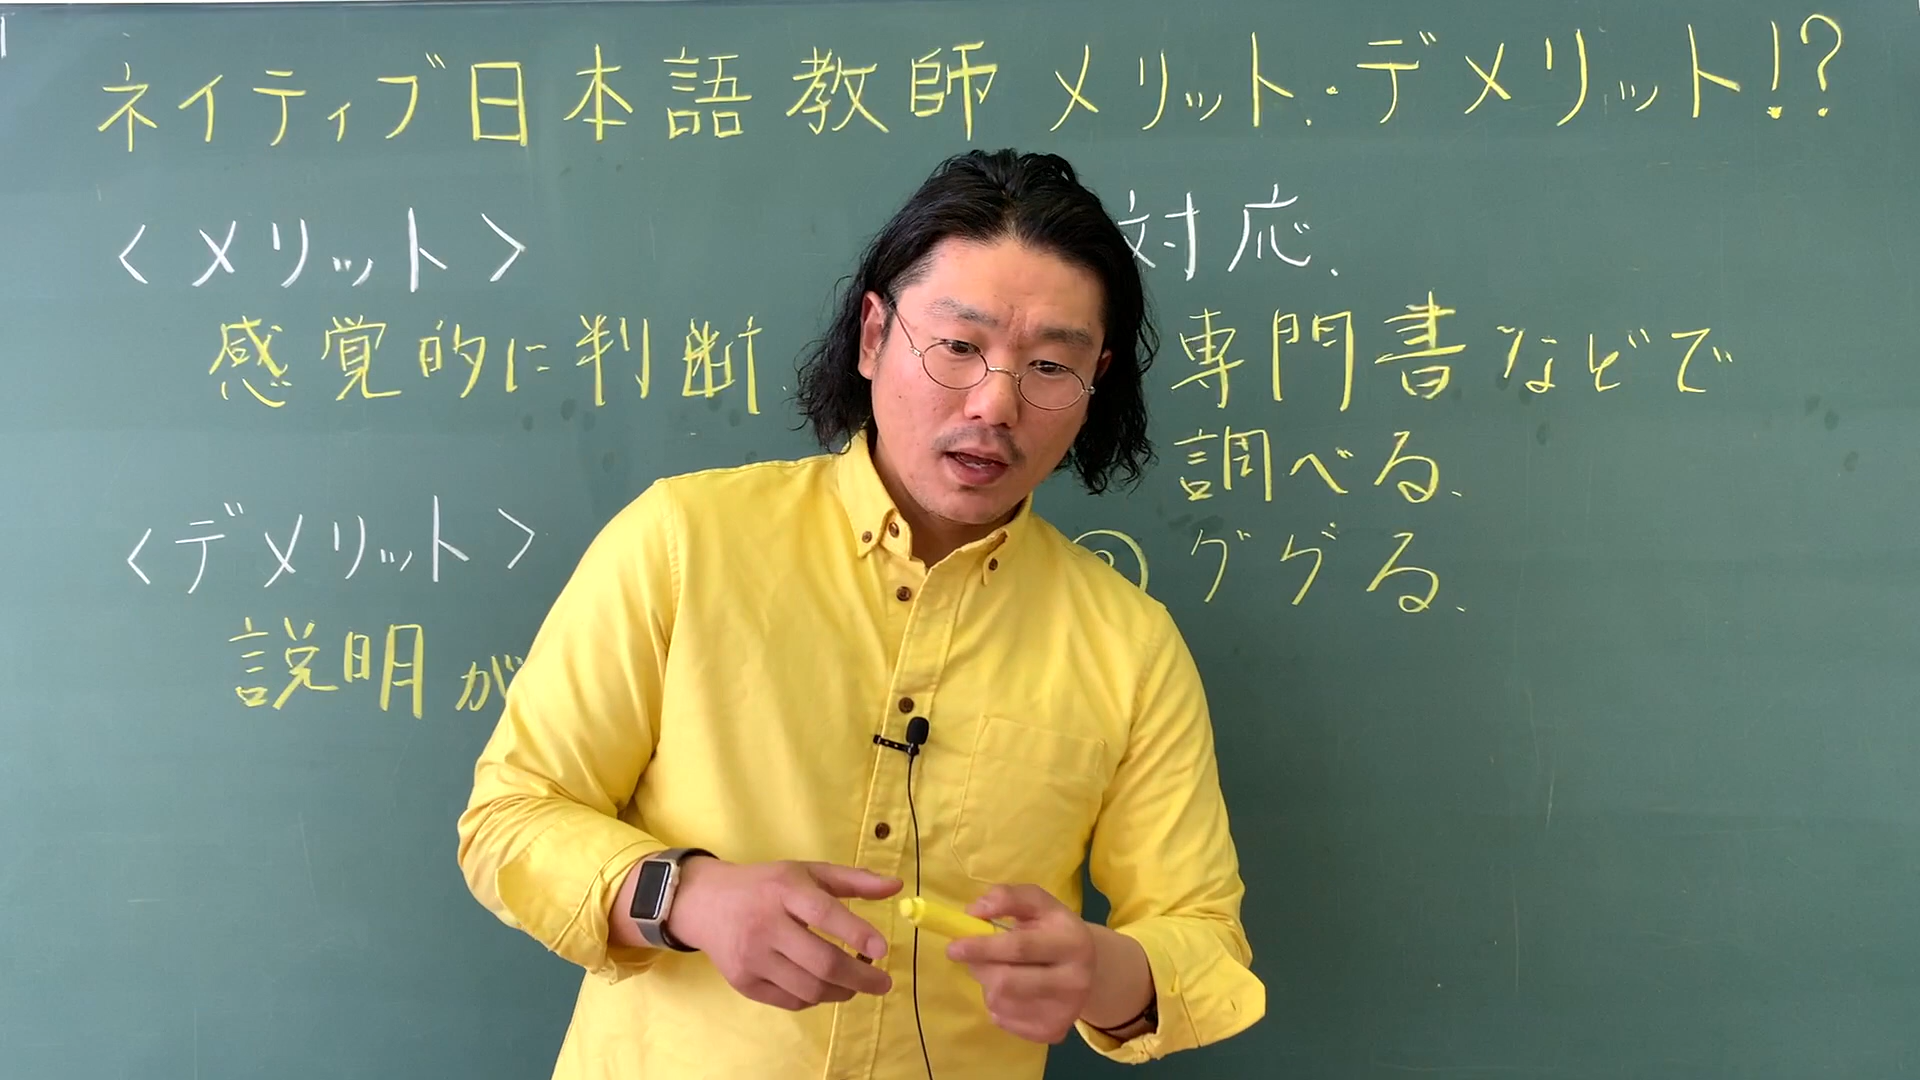 ネイティブ日本語教師メリット・デメリット!?
<メリット>
感覚的に判断.
<デメリット>
説明が
対応.
専門書などで
調べる.
② ググる.